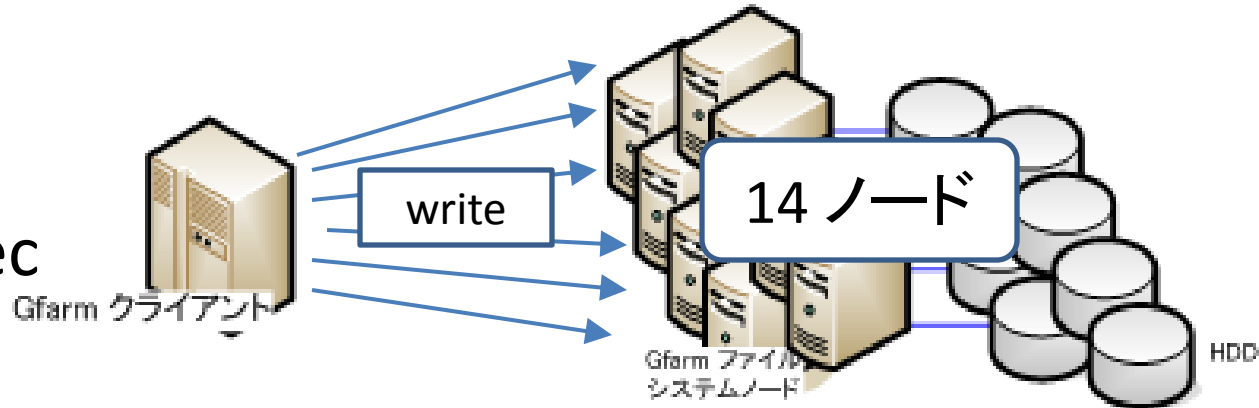 write
14 ノード
ec
Gfarm クライアント
Gfarm ファイル
システムノード
HDD